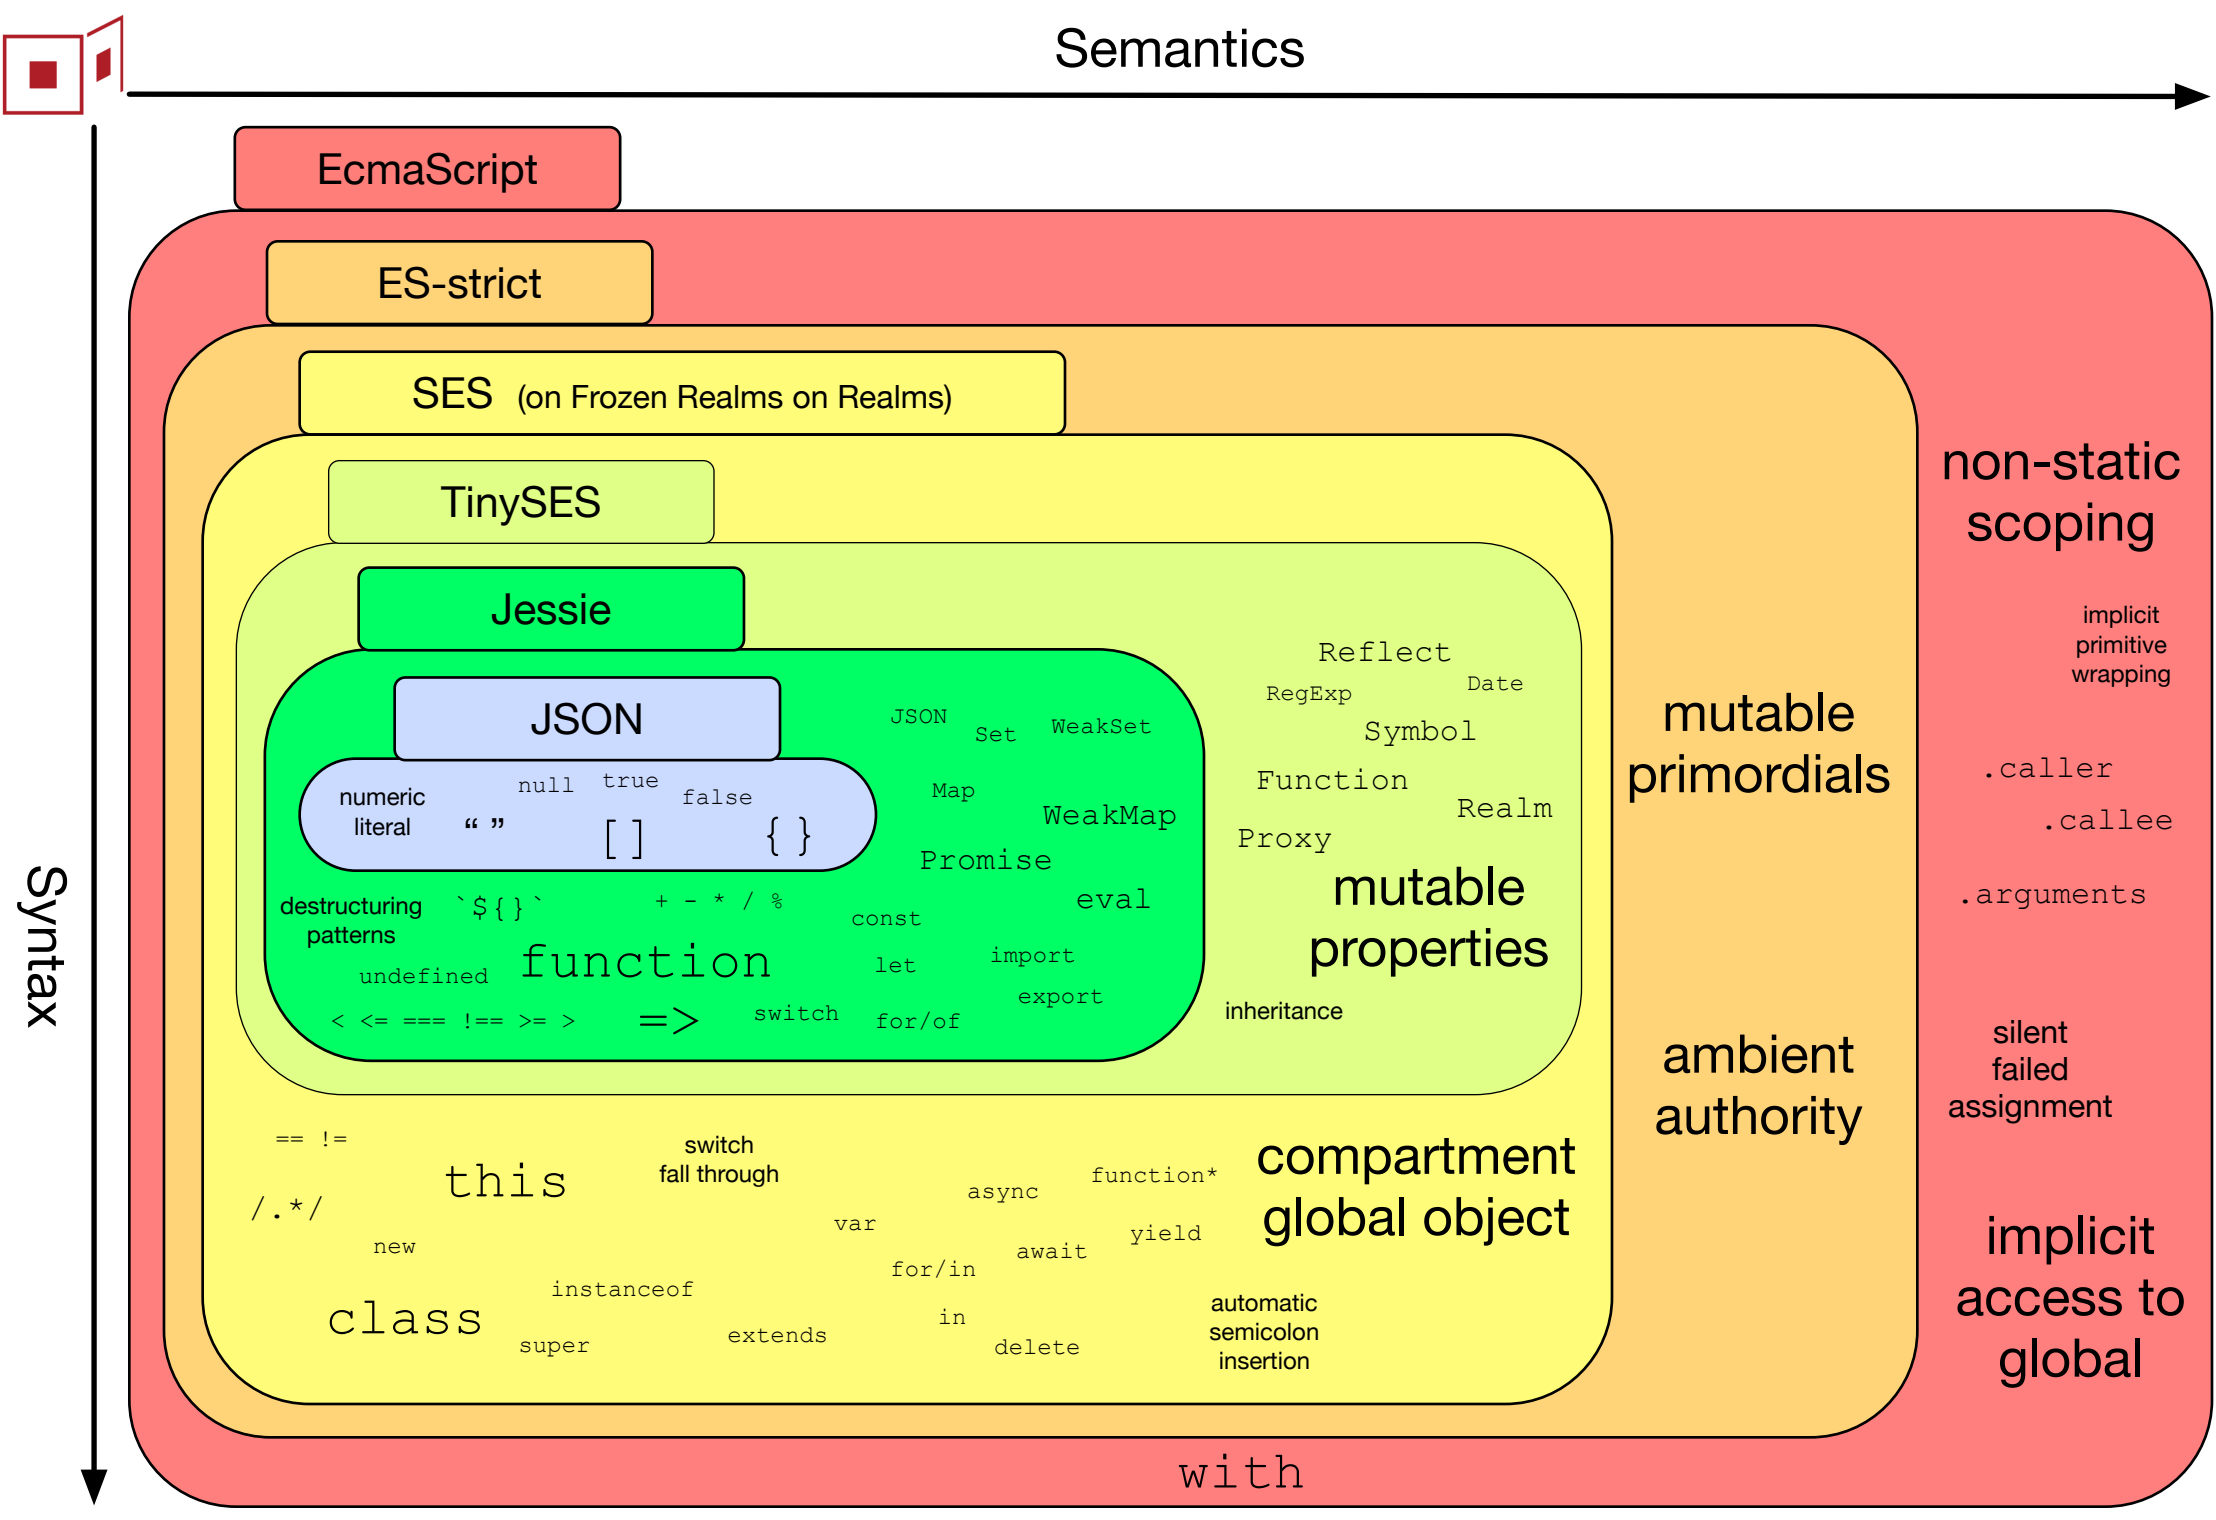 Semantics
Syntax
EcmaScript
ES-strict
SES (on Frozen Realms on Realms)
TinySES
Jessie
JSON
numeric
literal
null
true
false
“ ”
[ ]
{ }
JSON
Set
WeakSet
Map
WeakMap
Promise
eval
destructuring
patterns
`${}`
+ - * / %
const
function
undefined
let
import
export
< <= === !== >= >
=>
switch
for/of
Reflect
RegExp
Date
Symbol
Function
Realm
Proxy
mutable
properties
inheritance
== !=
this
switch
fall through
/.*/
new
async
function*
var
yield
await
for/in
instanceof
class
super
extends
in
delete
compartment
global object
automatic
semicolon
insertion
mutable
primordials
ambient
authority
non-static
scoping
implicit
primitive
wrapping
.caller
.callee
.arguments
silent
failed
assignment
implicit
access to
global
with